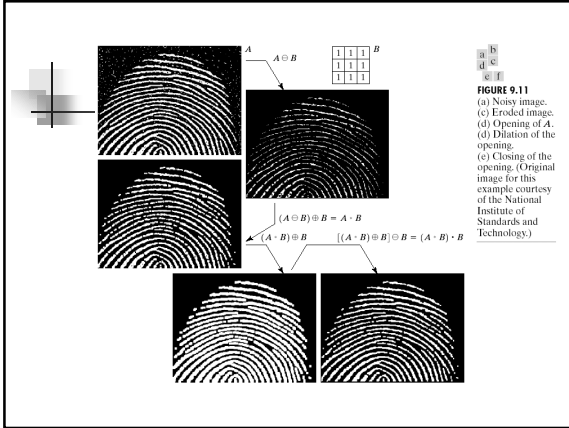 A
A ⊖ B
1 1 1 B
1 1 1
1 1 1
(A ⊖ B) ⊕ B = A ∘ B
(A ∘ B) ⊕ B
[(A ∘ B) ⊕ B] ⊖ B = (A ∘ B) • B
a b
d c
e f
FIGURE 9.11
(a) Noisy image.
(c) Eroded image.
(d) Opening of A.
(d) Dilation of the
opening.
(e) Closing of the
opening. (Original
image for this
example courtesy
of the National
Institute of
Standards and
Technology.)